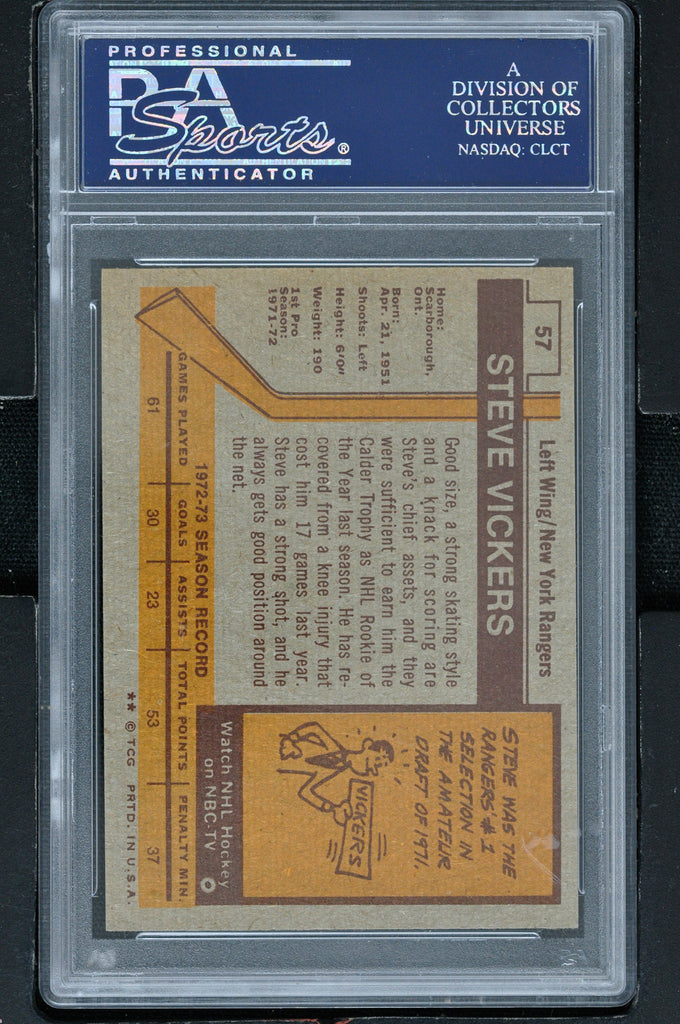 PROFESSIONAL
PSA
Sports®
AUTHENTICATOR
A
DIVISION OF
COLLECTORS
UNIVERSE
NASDAQ: CLCT
57
Left Wing/New York Rangers
STEVE VICKERS
Home:
Scarborough,
Ont.
Born:
Apr. 21, 1951
Shoots: Left
Height: 6'0"
Weight: 190
1st Pro
Season:
1971-72
Good size, a strong skating style
and a knack for scoring are
Steve's chief assets, and they
were sufficient to earn him the
Calder Trophy as NHL Rookie of
the Year last season. He has re-
covered from a knee injury that
cost him 17 games last year.
Steve has a strong shot, and he
always gets good position around
the net.
STEVE WAS THE
RANGERS' #1
SELECTION IN
THE AMATEUR
DRAFT OF 1971.
VICKERS
Watch NHL Hockey
on NBC-TV
1972-73 SEASON RECORD
GAMES PLAYED GOALS ASSISTS TOTAL POINTS PENALTY MIN.
61 30 23 53 37
** © TCG PRTD. IN U.S.A.